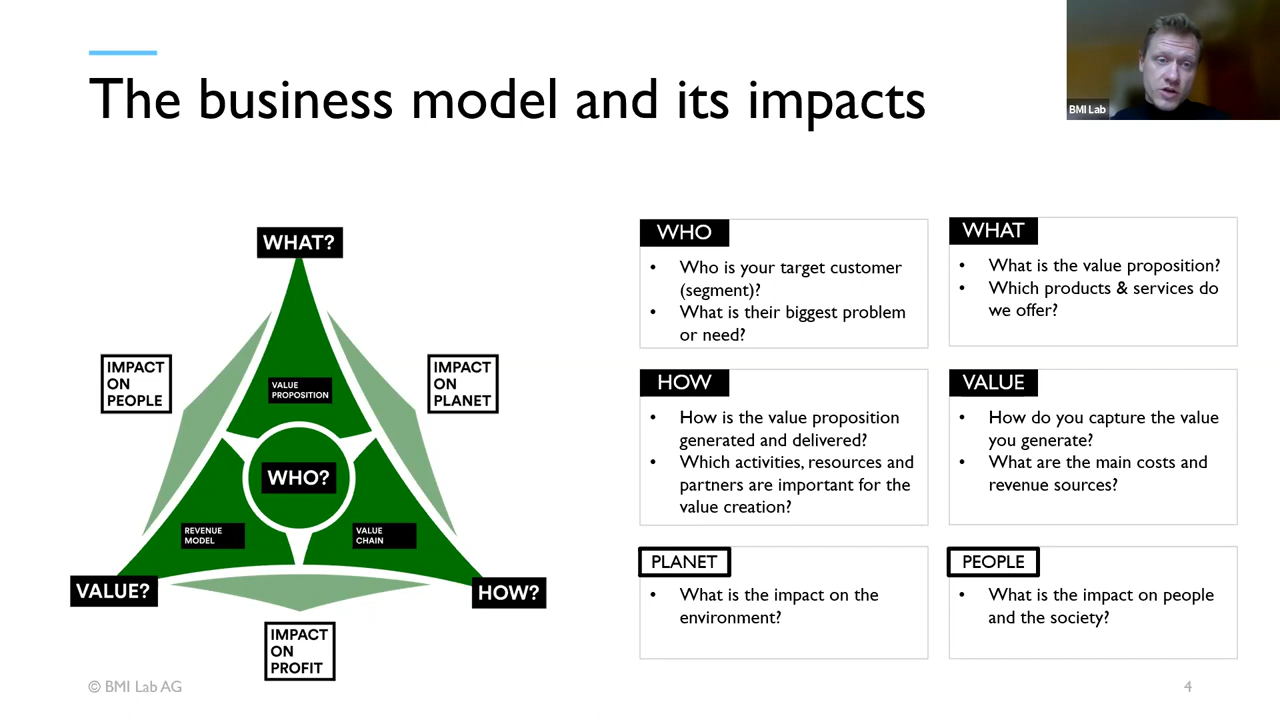 The business model and its impacts
BMI Lab
WHAT?
IMPACT
ON
PEOPLE
IMPACT
ON
PLANET
VALUE
PROPOSITION
WHO?
REVENUE
MODEL
VALUE
CHAIN
VALUE?
HOW?
IMPACT
ON
PROFIT
WHO
• Who is your target customer
(segment)?
• What is their biggest problem
or need?
WHAT
• What is the value proposition?
• Which products & services do
we offer?
HOW
• How is the value proposition
generated and delivered?
• Which activities, resources and
partners are important for the
value creation?
VALUE
• How do you capture the value
you generate?
• What are the main costs and
revenue sources?
PLANET
• What is the impact on the
environment?
PEOPLE
• What is the impact on people
and the society?
© BMI Lab AG
4